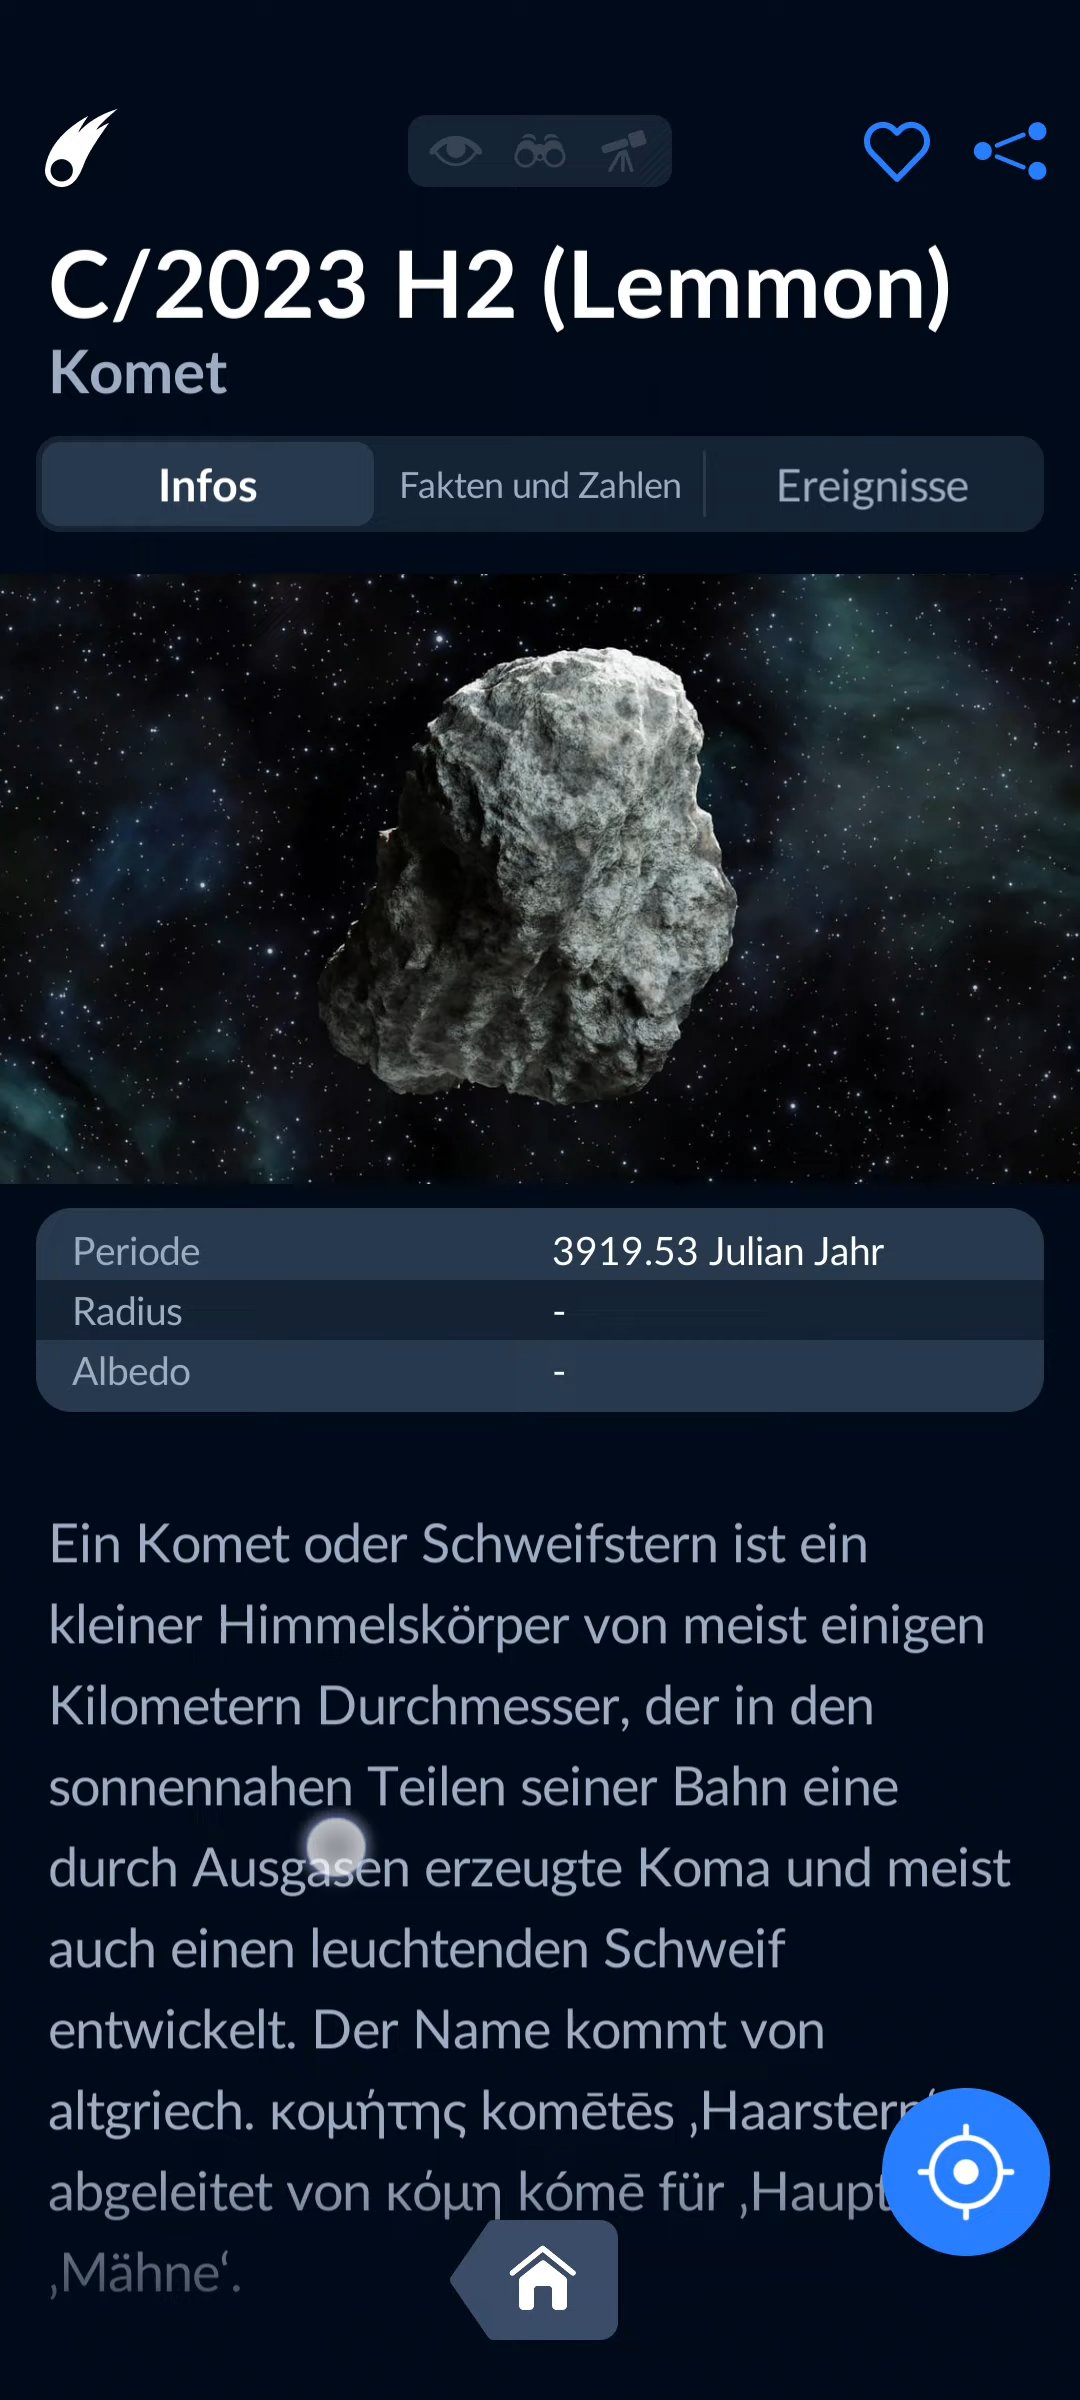 C/2023 H2 (Lemmon)
Komet
Infos
Fakten und Zahlen
Ereignisse
Periode 3919.53 Julian Jahr
Radius -
Albedo -
Ein Komet oder Schweifstern ist ein
kleiner Himmelskörper von meist einigen
Kilometern Durchmesser, der in den
sonnennahen Teilen seiner Bahn eine
durch Ausgasen erzeugte Koma und meist
auch einen leuchtenden Schweif
entwickelt. Der Name kommt von
altgriech. κομήτης komētēs ‚Haarstern‘
abgeleitet von κόμη kómē für ‚Haupt
‚Mähne‘.